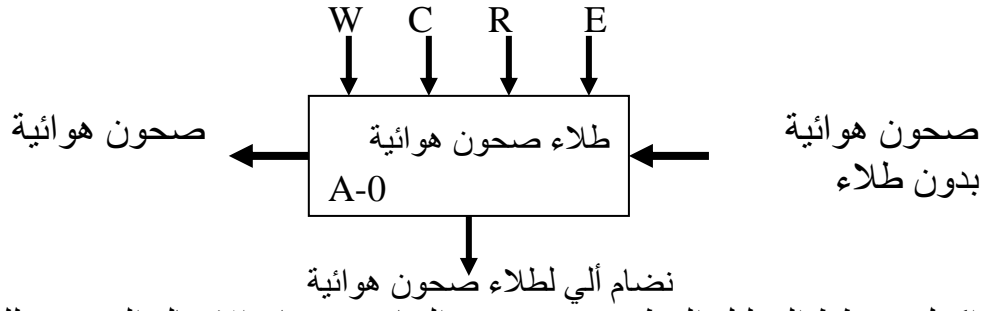 W C R E
صحون هوائية
بدون طلاء
طلاء صحون هوائية
A-0
صحون هوائية
نضام ألي لطلاء صحون هوائية